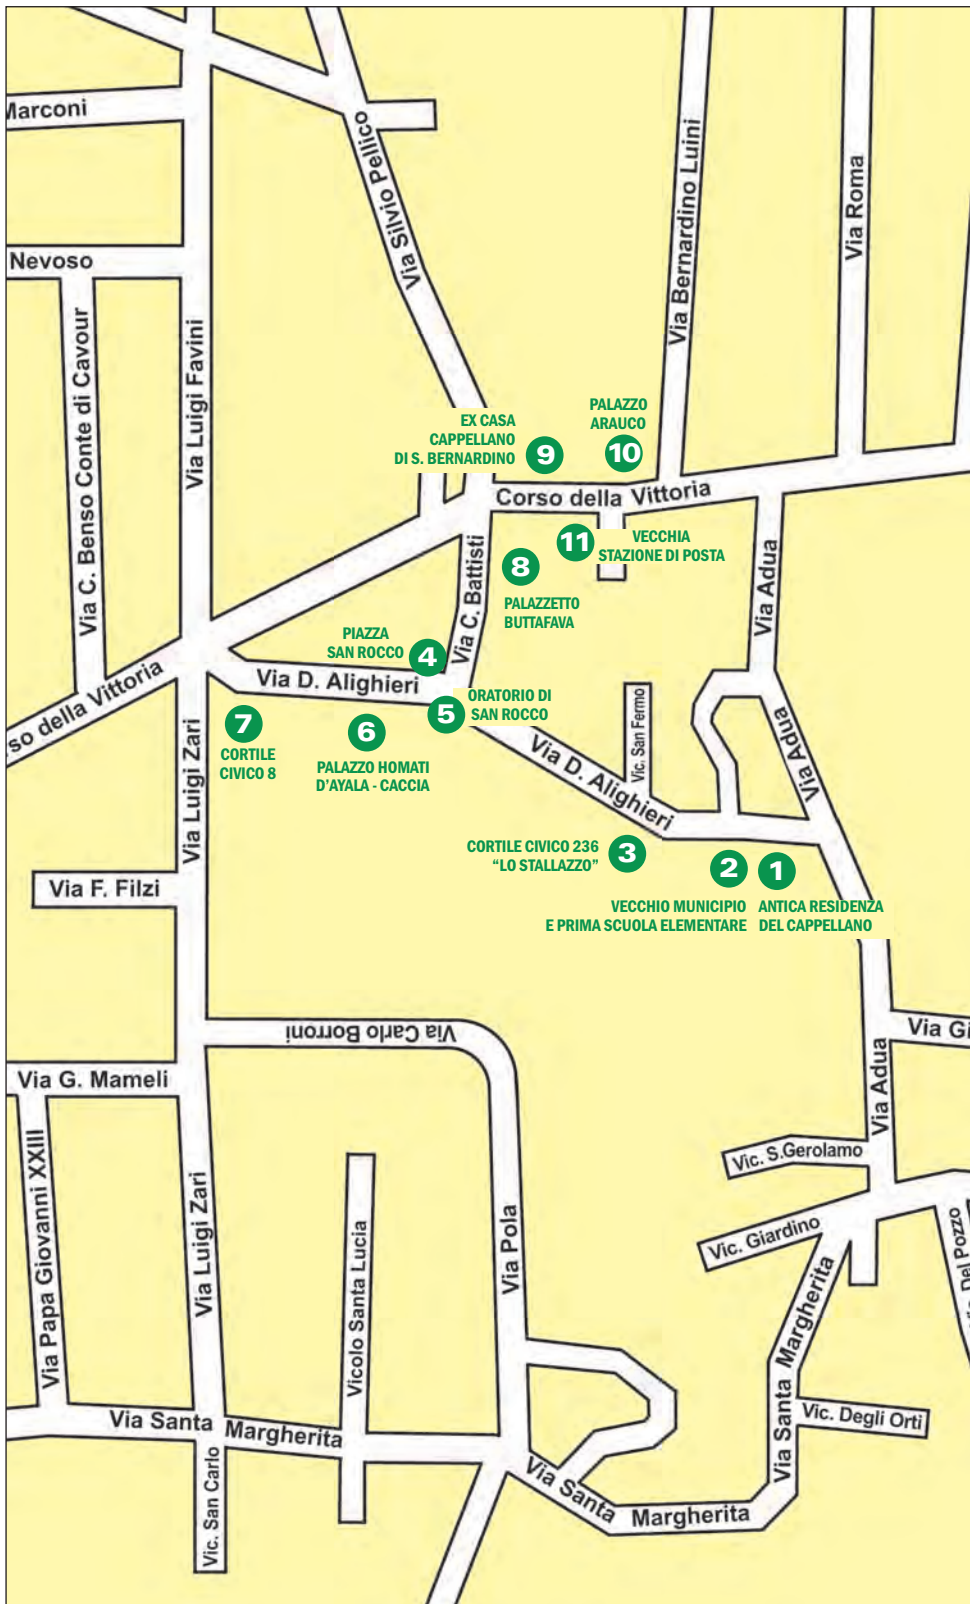 Marconi
Via Silvio Pellico
Via Bernardino Luini
Via Roma
Nevoso
Via C. Benso Conte di Cavour
Via Luigi Favini
EX CASA
CAPPELLANO
DI S. BERNARDINO
9
PALAZZO
ARAUCO
10
Corso della Vittoria
11
VECCHIA
STAZIONE DI POSTA
8
PALAZZETTO
BUTTAFAVA
Via C. Battisti
Via Adua
PIAZZA
SAN ROCCO
4
Via D. Alighieri
5
ORATORIO DI
SAN ROCCO
so della Vittoria
7
CORTILE
CIVICO 8
6
PALAZZO HOMATI
D'AYALA - CACCIA
Via Luigi Zari
Via D. Alighieri
Vic. San Fermo
Via Adua
CORTILE CIVICO 236
“LO STALLAZZO”
3
2
1
VECCHIO MUNICIPIO
E PRIMA SCUOLA ELEMENTARE
ANTICA RESIDENZA
DEL CAPPELLANO
Via F. Filzi
Via Carlo Borroni
Via Gi
Via Adua
Via G. Mameli
Via Papa Giovanni XXIII
Via Luigi Zari
Vicolo Santa Lucia
Via Pola
Vic. S.Gerolamo
Vic. Giardino
Del Pozzo
Via Santa Margherita
Vic. Degli Orti
Via Santa Margherita
Vic. San Carlo
Via Santa Margherita